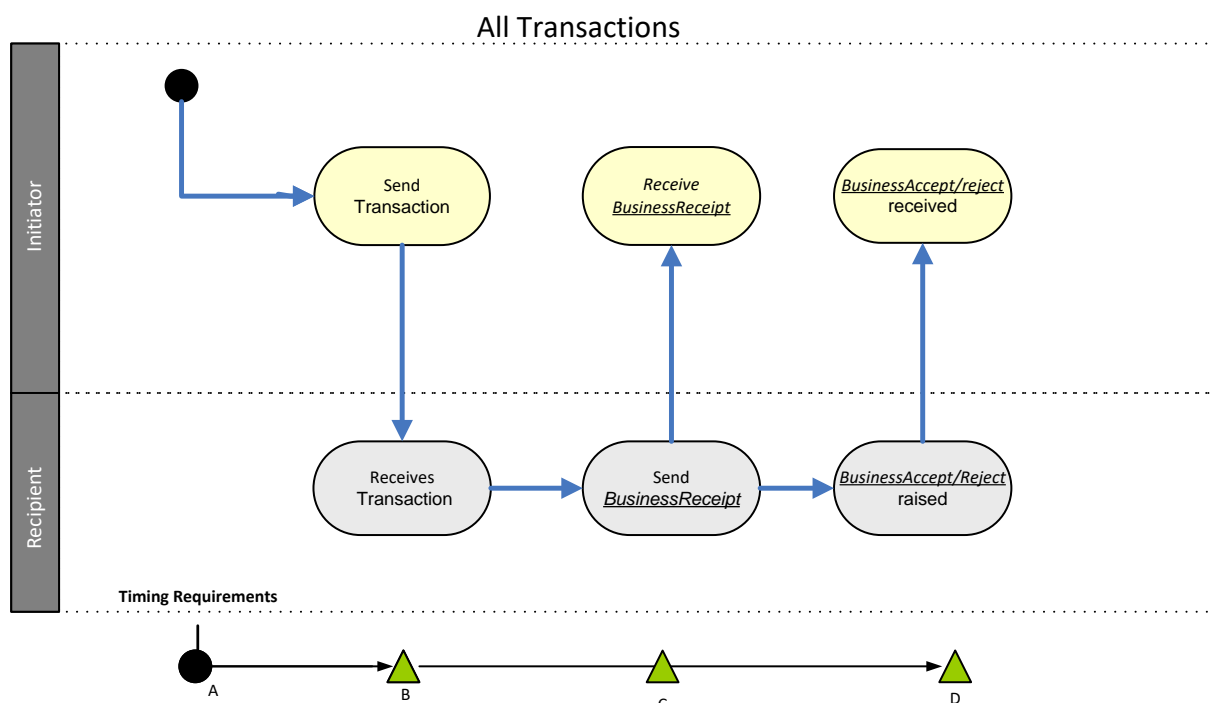 All Transactions
Initiator
Send
Transaction
Receive
BusinessReceipt
BusinessAccept/reject
received
Recipient
Receives
Transaction
Send
BusinessReceipt
BusinessAccept/Reject
raised
Timing Requirements
A
B
D